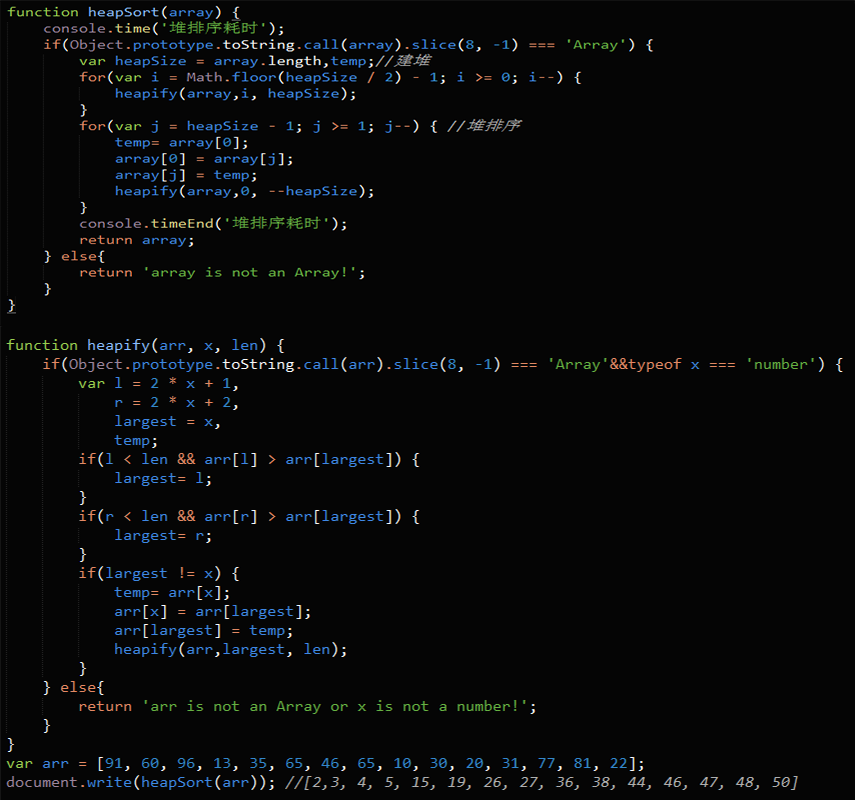 function heapSort(array) {
console.time('堆排序耗时');
if(Object.prototype.toString.call(array).slice(8, -1) === 'Array') {
var heapSize = array.length,temp;//建堆
for(var i = Math.floor(heapSize / 2) - 1; i >= 0; i--) {
heapify(array,i, heapSize);
}
for(var j = heapSize - 1; j >= 1; j--) { //堆排序
temp= array[0];
array[0] = array[j];
array[j] = temp;
heapify(array,0, --heapSize);
}
console.timeEnd('堆排序耗时');
return array;
} else{
return 'array is not an Array!';
}
}
function heapify(arr, x, len) {
if(Object.prototype.toString.call(arr).slice(8, -1) === 'Array'&&typeof x === 'number') {
var l = 2 * x + 1,
r = 2 * x + 2,
largest = x,
temp;
if(l < len && arr[l] > arr[largest]) {
largest= l;
}
if(r < len && arr[r] > arr[largest]) {
largest= r;
}
if(largest != x) {
temp= arr[x];
arr[x] = arr[largest];
arr[largest] = temp;
heapify(arr,largest, len);
}
} else{
return 'arr is not an Array or x is not a number!';
}
}
var arr = [91, 60, 96, 13, 35, 65, 46, 65, 10, 30, 20, 31, 77, 81, 22];
document.write(heapSort(arr)); //[2,3, 4, 5, 15, 19, 26, 27, 36, 38, 44, 46, 47, 48, 50]